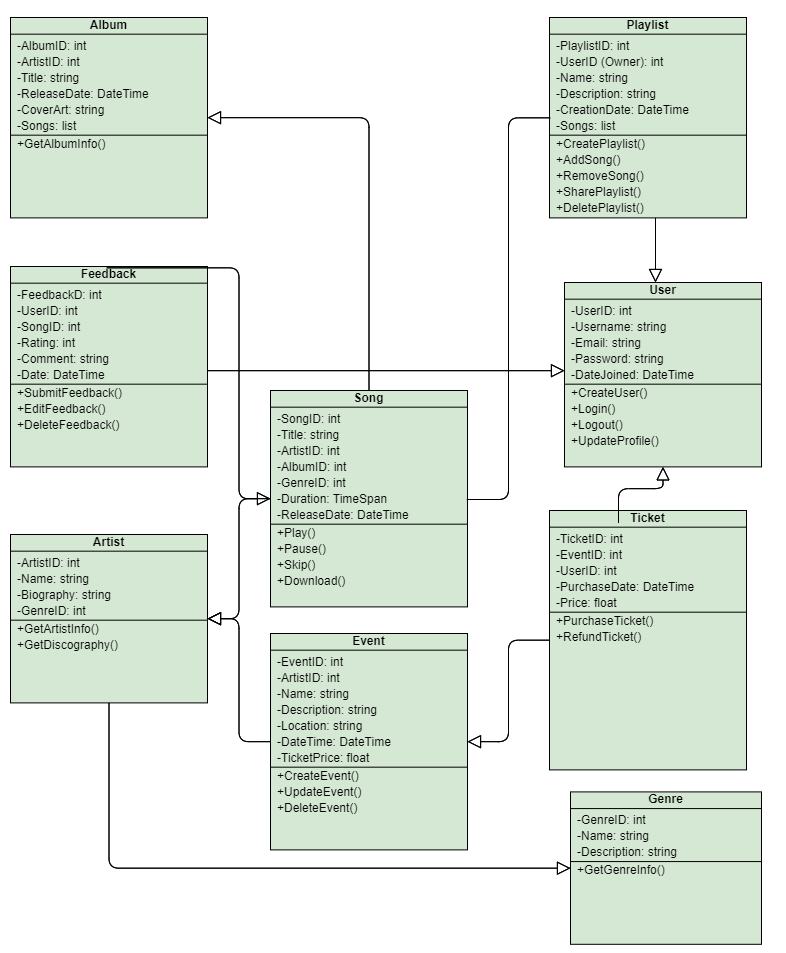 Album
-AlbumID: int
-ArtistID: int
-Title: string
-ReleaseDate: DateTime
-CoverArt: string
-Songs: list
+GetAlbumInfo()
Playlist
-PlaylistID: int
-UserID (Owner): int
-Name: string
-Description: string
-CreationDate: DateTime
-Songs: list
+CreatePlaylist()
+AddSong()
+RemoveSong()
+SharePlaylist()
+DeletePlaylist()
Feedback
-FeedbackD: int
-UserID: int
-SongID: int
-Rating: int
-Comment: string
-Date: DateTime
+SubmitFeedback()
+EditFeedback()
+DeleteFeedback()
User
-UserID: int
-Username: string
-Email: string
-Password: string
-DateJoined: DateTime
+CreateUser()
+Login()
+Logout()
+UpdateProfile()
Song
-SongID: int
-Title: string
-ArtistID: int
-AlbumID: int
-GenreID: int
-Duration: TimeSpan
-ReleaseDate: DateTime
+Play()
+Pause()
+Skip()
+Download()
Artist
-ArtistID: int
-Name: string
-Biography: string
-GenreID: int
+GetArtistInfo()
+GetDiscography()
Ticket
-TicketID: int
-EventID: int
-UserID: int
-PurchaseDate: DateTime
-Price: float
+PurchaseTicket()
+RefundTicket()
Event
-EventID: int
-ArtistID: int
-Name: string
-Description: string
-Location: string
-DateTime: DateTime
-TicketPrice: float
+CreateEvent()
+UpdateEvent()
+DeleteEvent()
Genre
-GenreID: int
-Name: string
-Description: string
+GetGenreInfo()